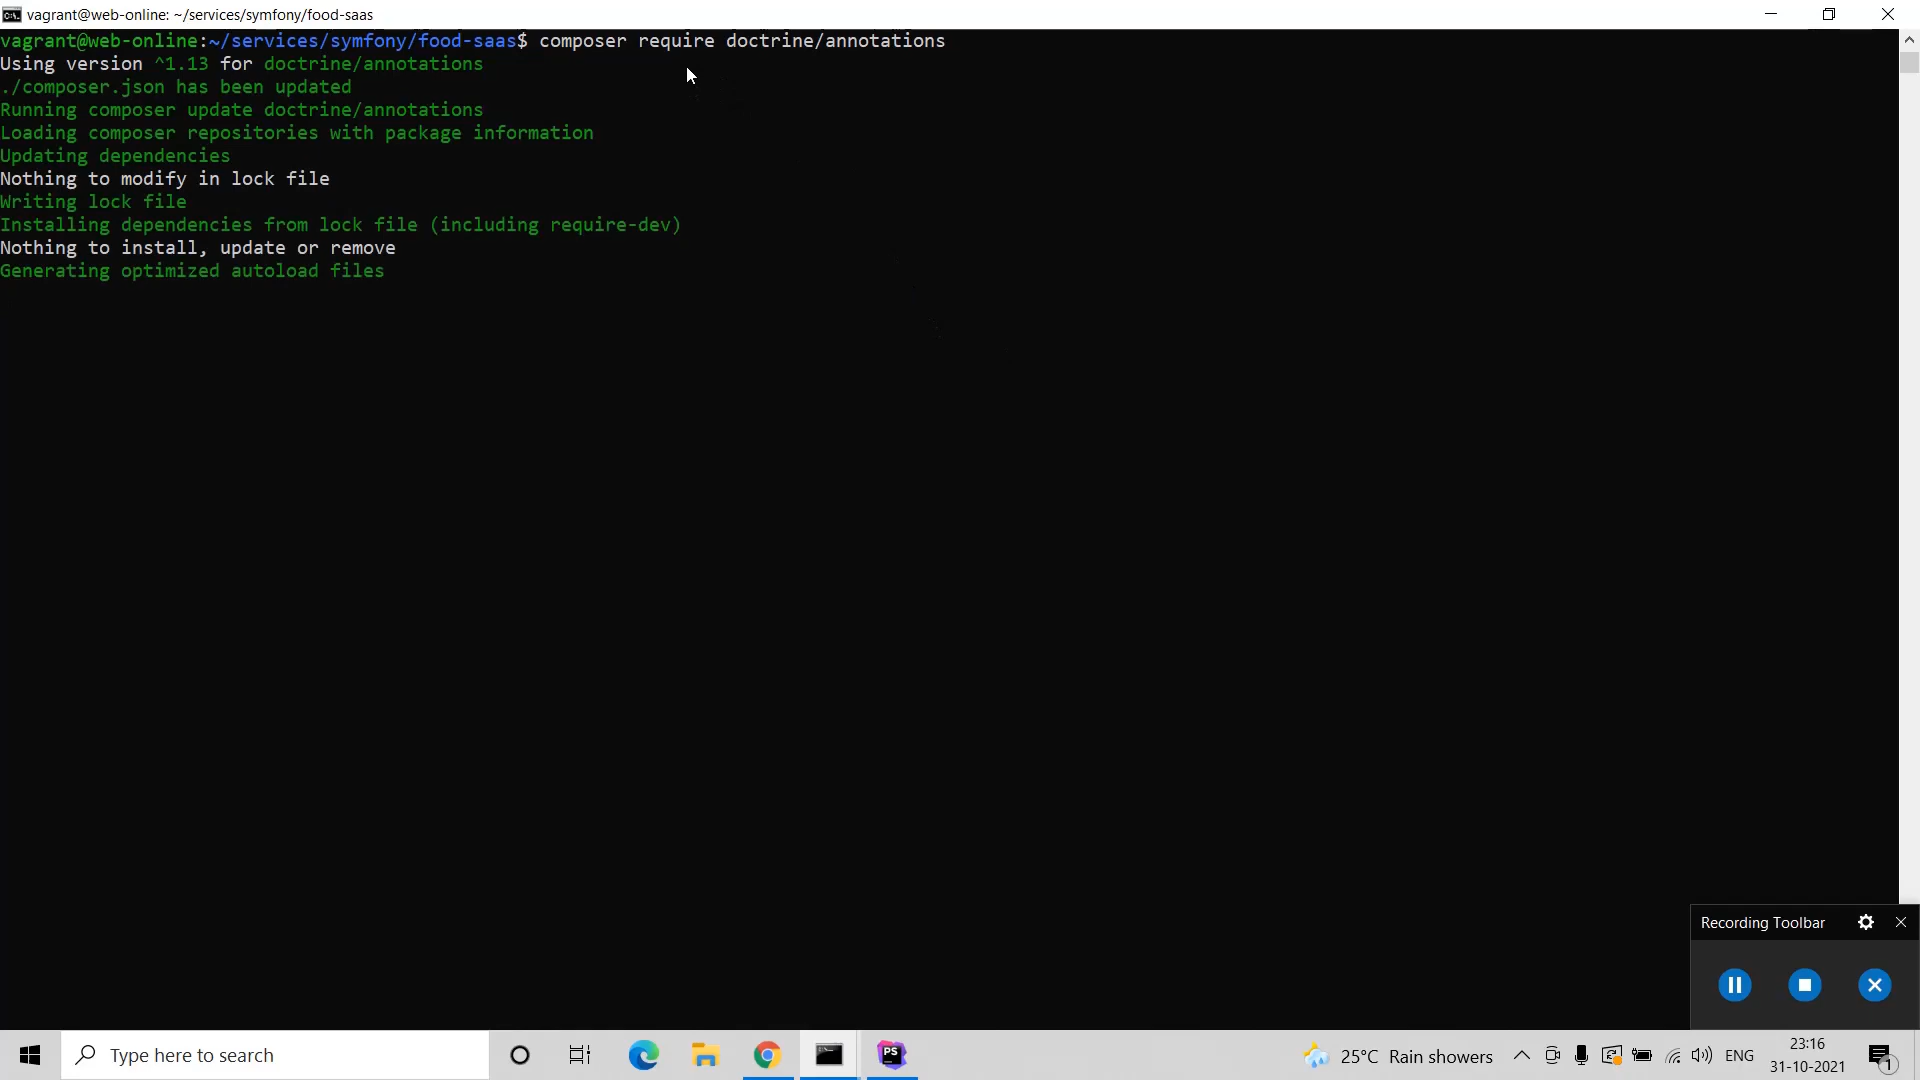 vagrant@web-online: ~/services/symfony/food-saas
vagrant@web-online:~/services/symfony/food-saas$ composer require doctrine/annotations
Using version ^1.13 for doctrine/annotations
./composer.json has been updated
Running composer update doctrine/annotations
Loading composer repositories with package information
Updating dependencies
Nothing to modify in lock file
Writing lock file
Installing dependencies from lock file (including require-dev)
Nothing to install, update or remove
Generating optimized autoload files
Recording Toolbar
Type here to search
PS
25°C Rain showers
ENG
23:16
31-10-2021
1